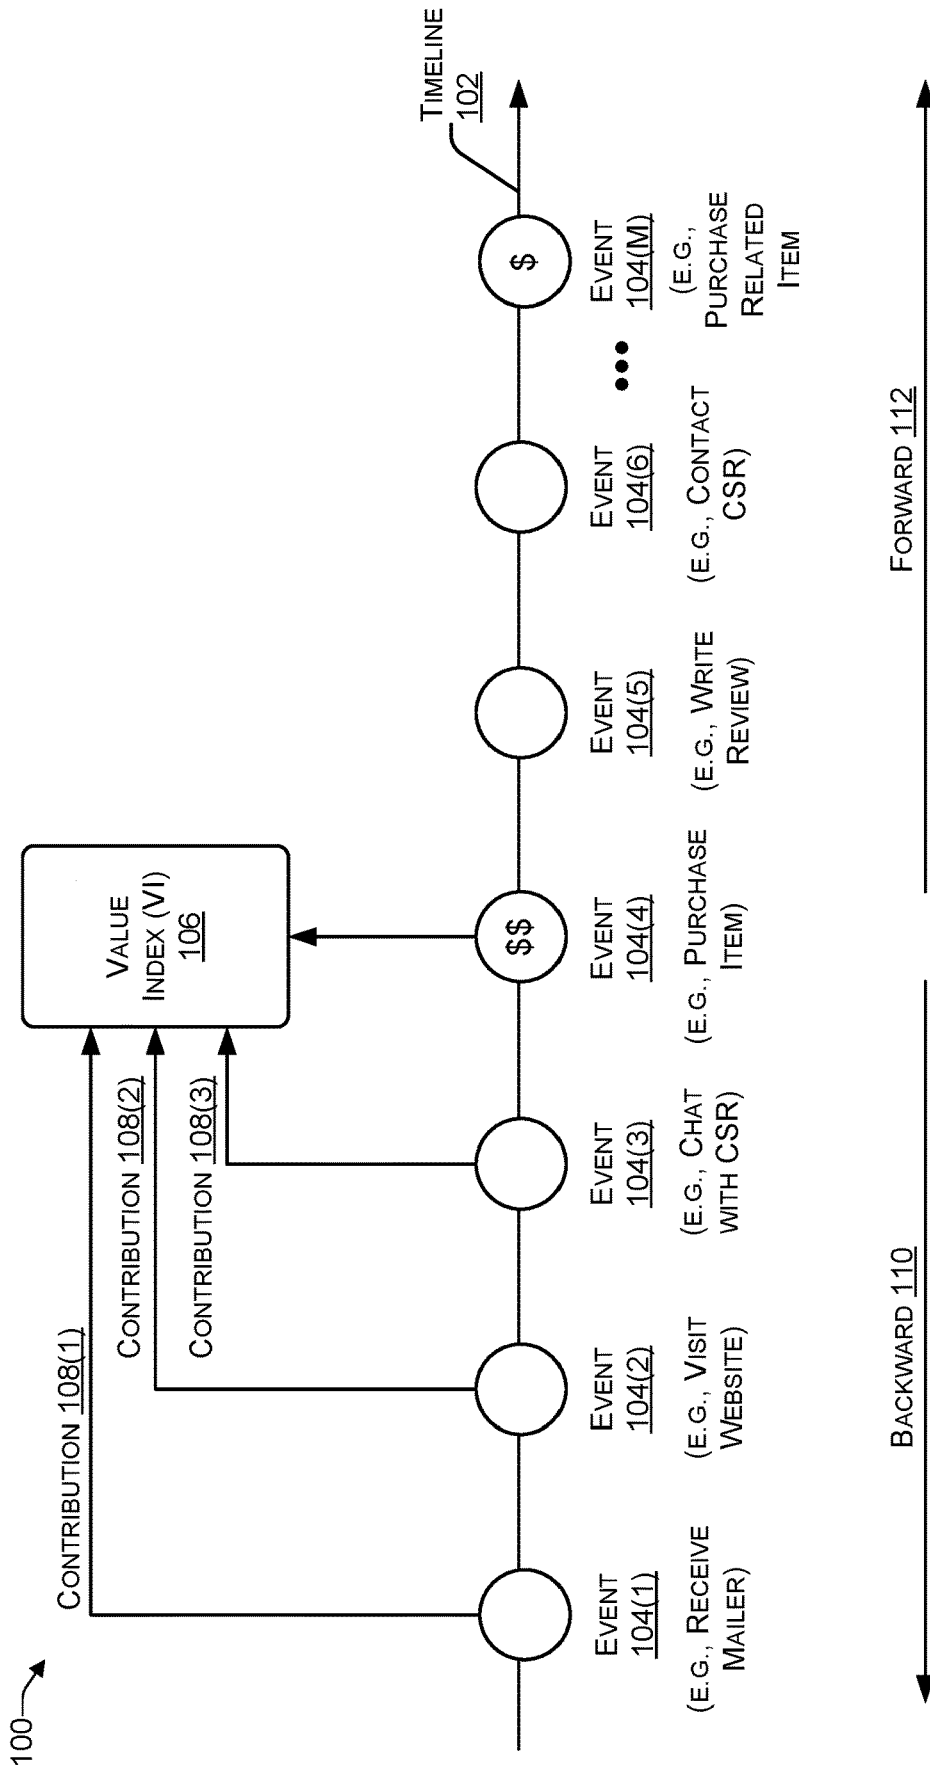 100
CONTRIBUTION 108(1)
CONTRIBUTION 108(2)
CONTRIBUTION 108(3)
VALUE
INDEX (VI)
106
TIMELINE
102
$$
$
EVENT
104(1)
(E.G., RECEIVE
MAILER)
EVENT
104(2)
(E.G., VISIT
WEBSITE)
EVENT
104(3)
(E.G., CHAT
WITH CSR)
EVENT
104(4)
(E.G., PURCHASE
ITEM)
EVENT
104(5)
(E.G., WRITE
REVIEW)
EVENT
104(6)
(E.G., CONTACT
CSR)
•••
EVENT
104(M)
(E.G.,
PURCHASE
RELATED
ITEM
BACKWARD 110
FORWARD 112